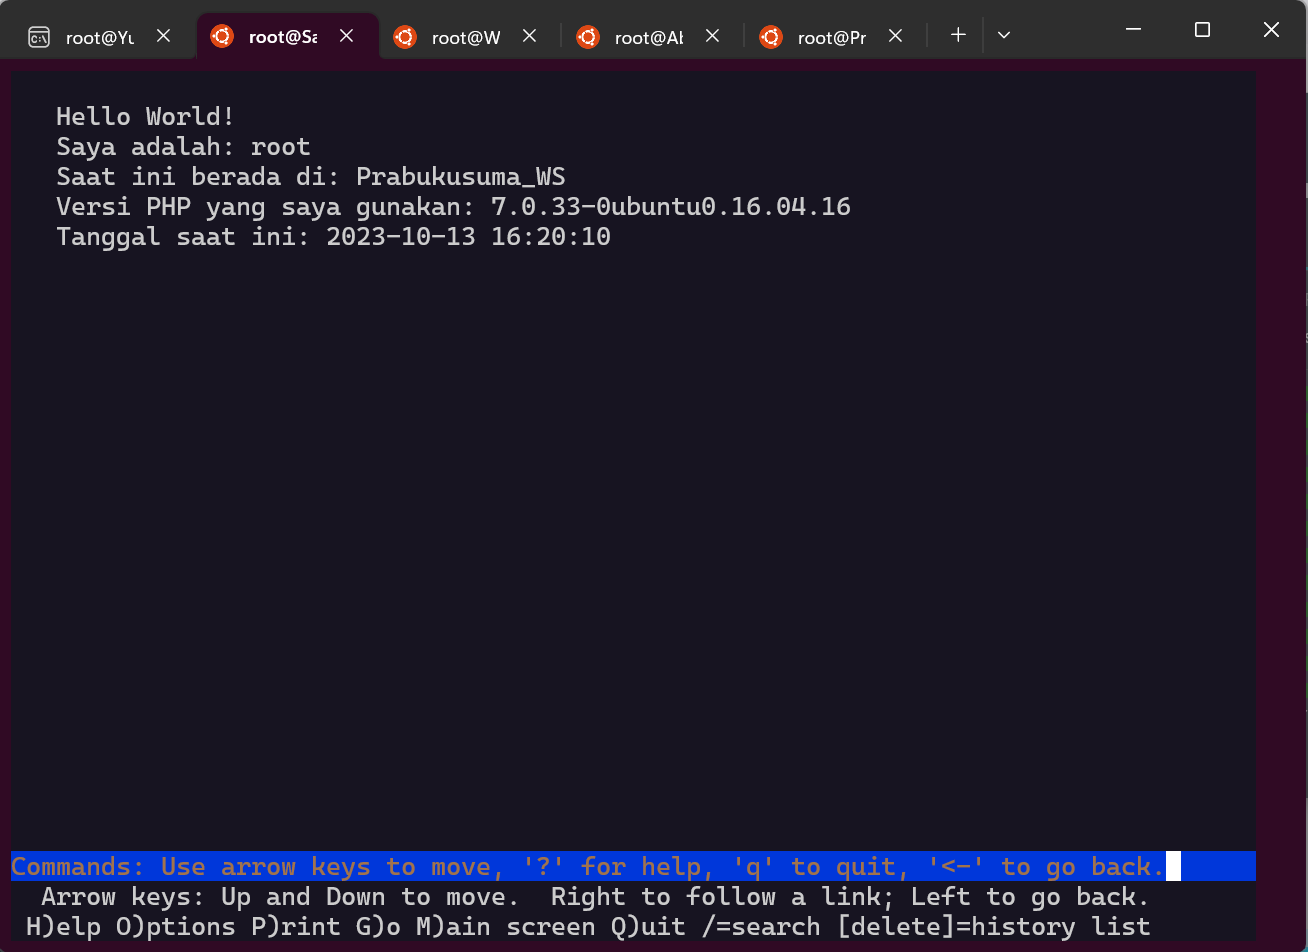 root@Yu
root@Sa
root@W
root@Ab
root@Pr
Hello World!
Saya adalah: root
Saat ini berada di: Prabukusuma_WS
Versi PHP yang saya gunakan: 7.0.33-0ubuntu0.16.04.16
Tanggal saat ini: 2023-10-13 16:20:10
Commands: Use arrow keys to move, '?' for help, 'q' to quit, '<-' to go back.
Arrow keys: Up and Down to move.  Right to follow a link; Left to go back.
H)elp O)ptions P)rint G)o M)ain screen Q)uit /=search [delete]=history list